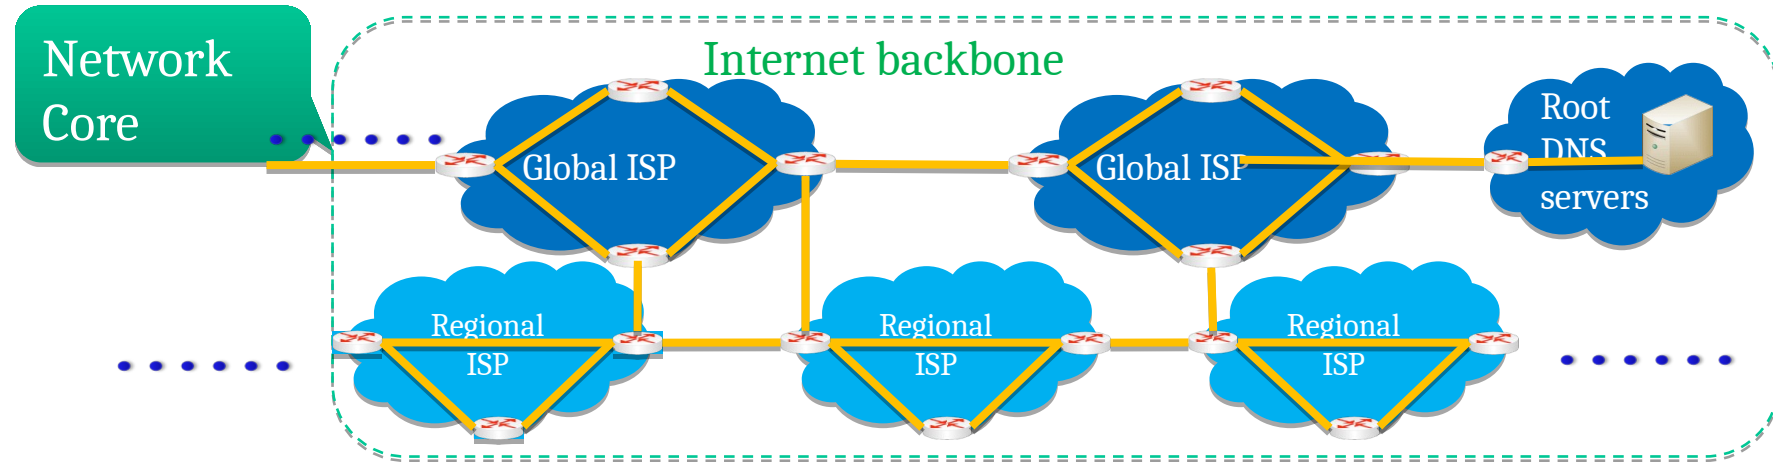 Network
Core
Internet backbone
Global ISP
Global ISP
Root
DNS
servers
Regional
ISP
Regional
ISP
Regional
ISP